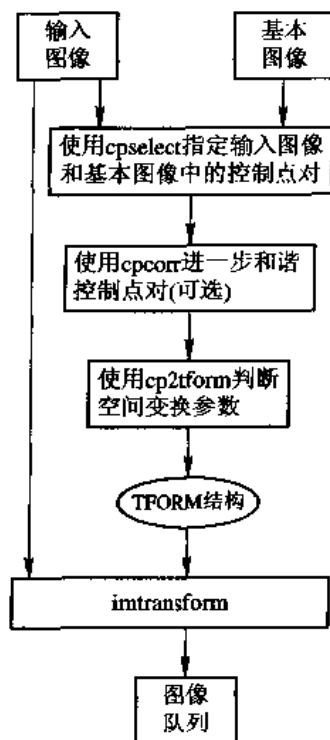 输入
图像
基本
图像
使用cpselect指定输入图像
和基本图像中的控制点对
使用cpcorr进一步和谐
控制点对(可选)
使用cp2tform判断
空间变换参数
TFORM结构
imtransform
图像
队列